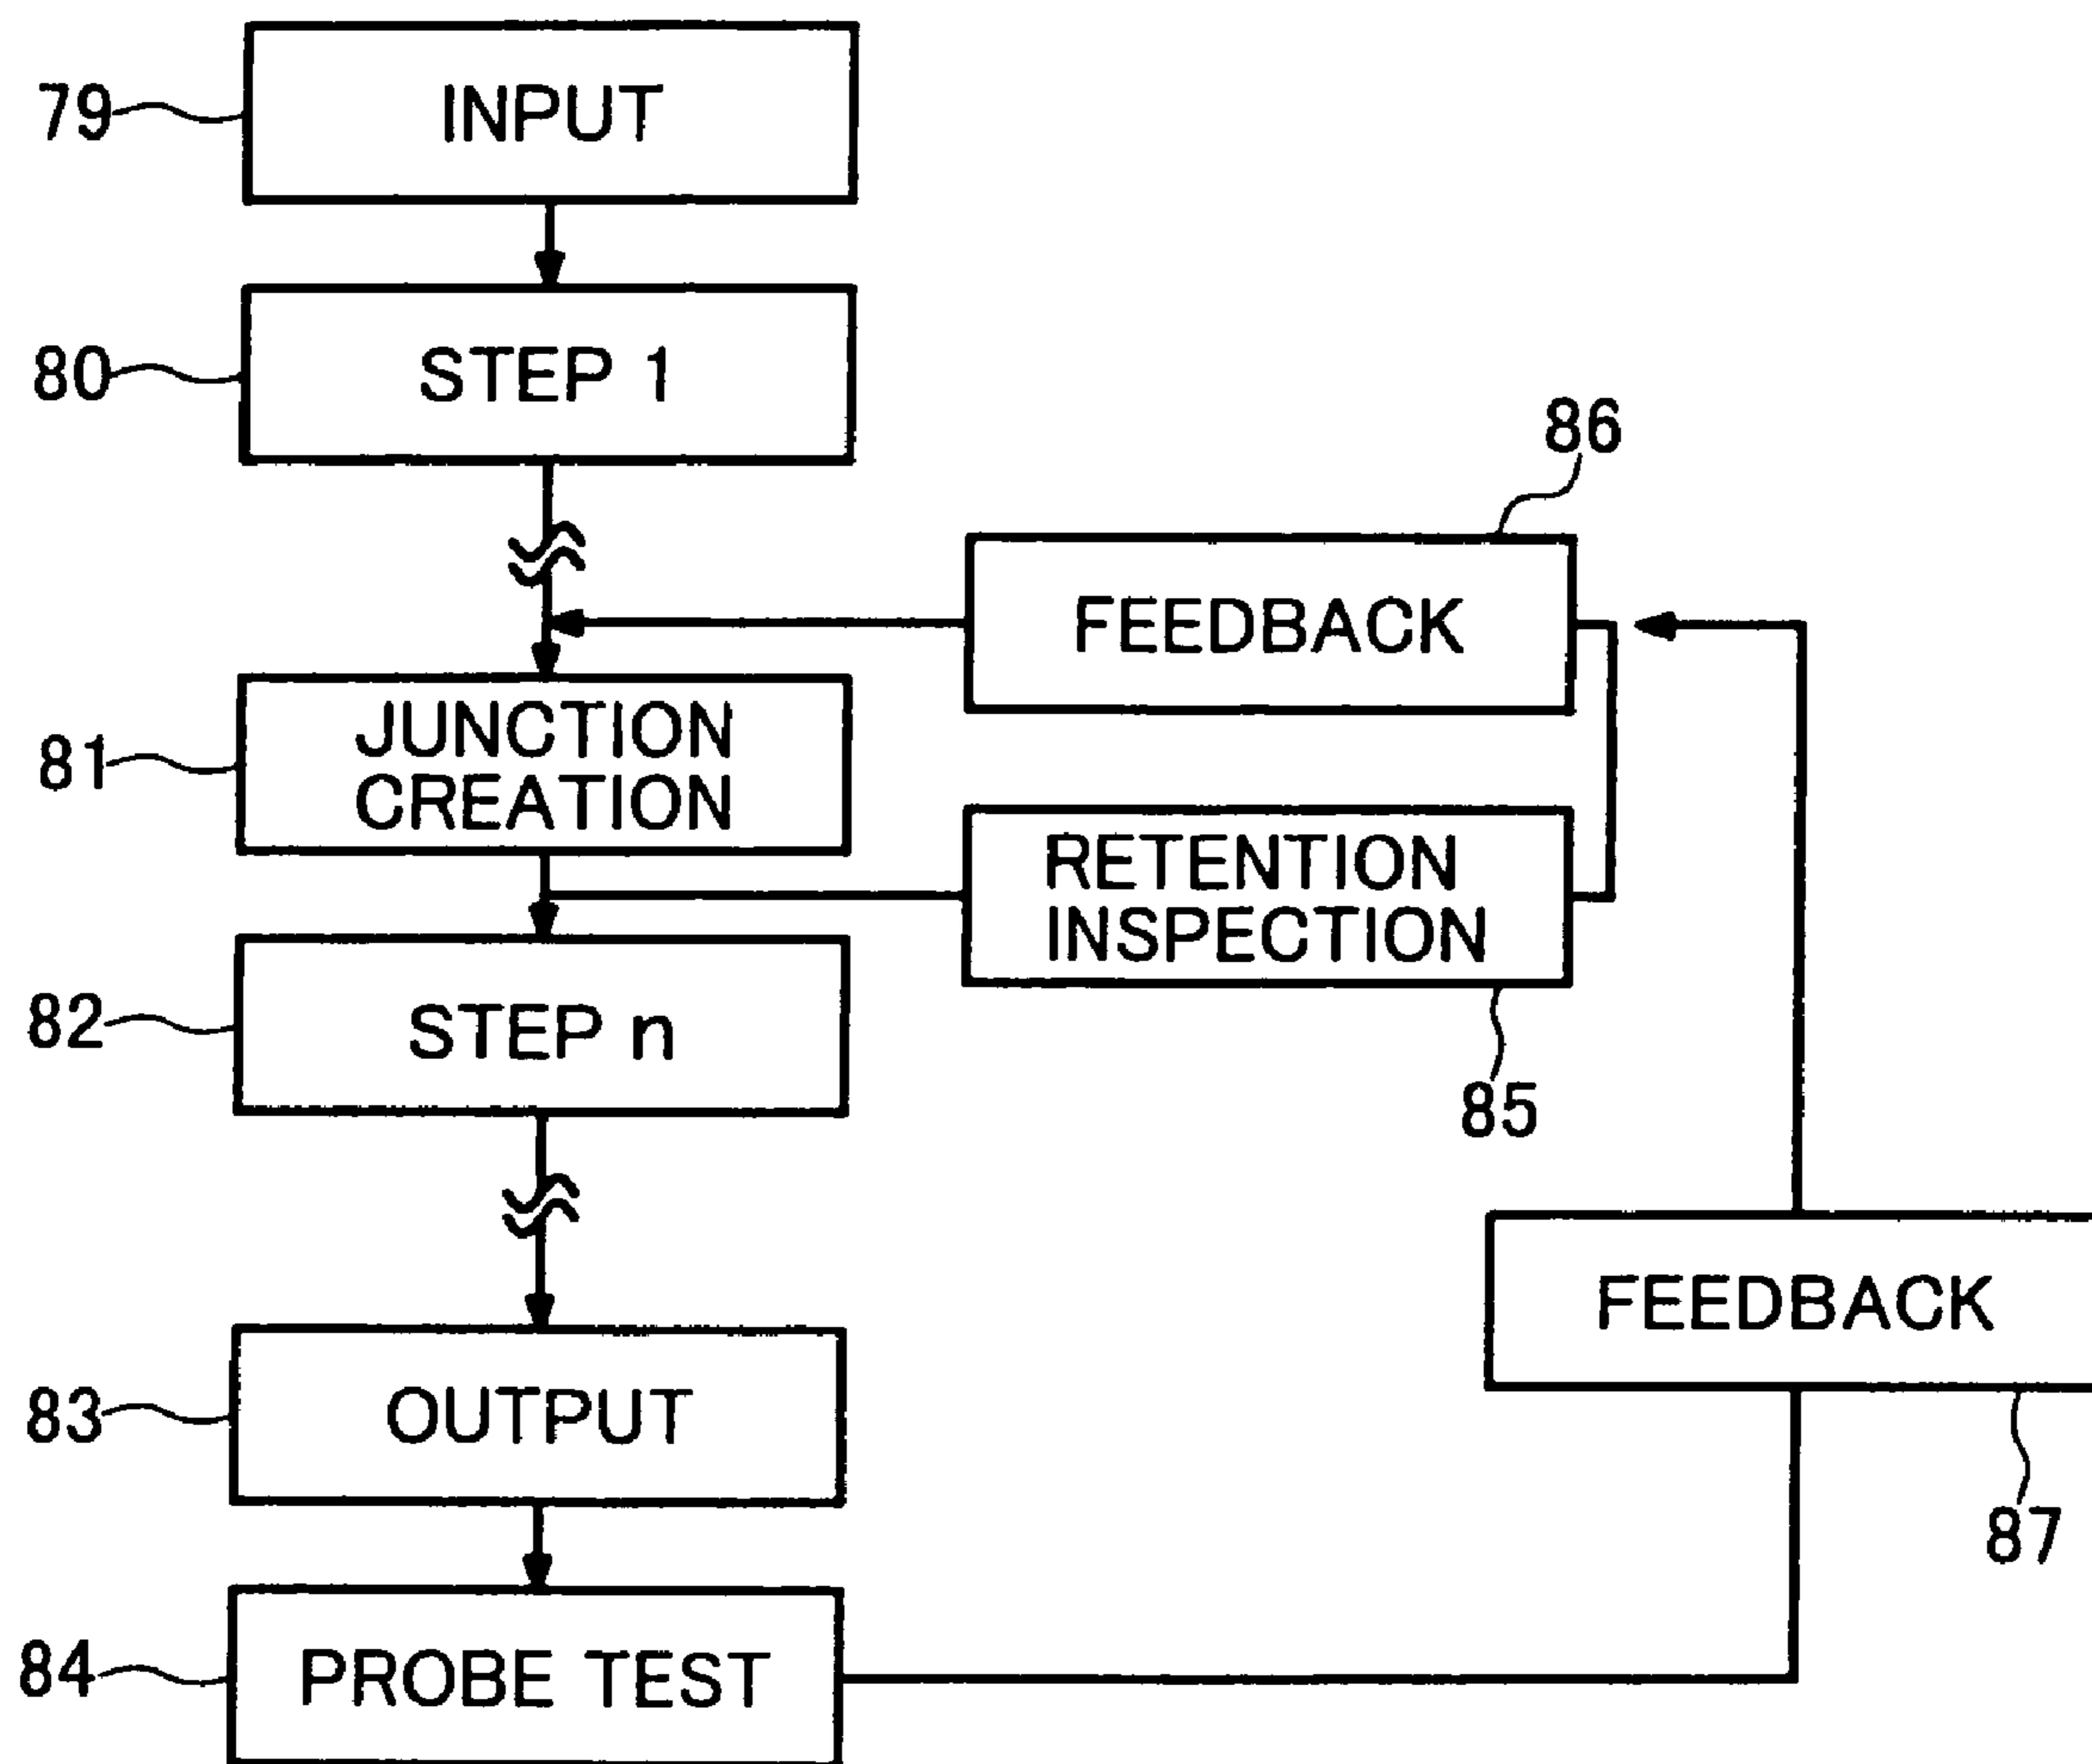 79
INPUT
80
STEP 1
86
FEEDBACK
81
JUNCTION
CREATION
RETENTION
INSPECTION
82
STEP n
85
FEEDBACK
83
OUTPUT
87
84
PROBE TEST